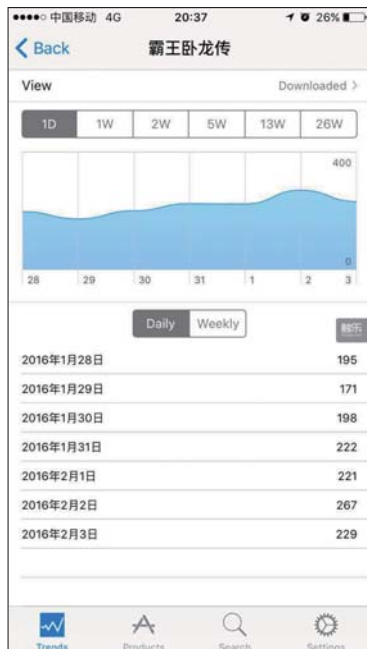 中国移动 4G 20:37 26%
Back 霸王卧龙传
View Downloaded
1D 1W 2W 5W 13W 26W
400
0
28 29 30 31 1 2 3
Daily Weekly
触乐
2016年1月28日 195
2016年1月29日 171
2016年1月30日 198
2016年1月31日 222
2016年2月1日 221
2016年2月2日 267
2016年2月3日 229
Trends Products Search Settings